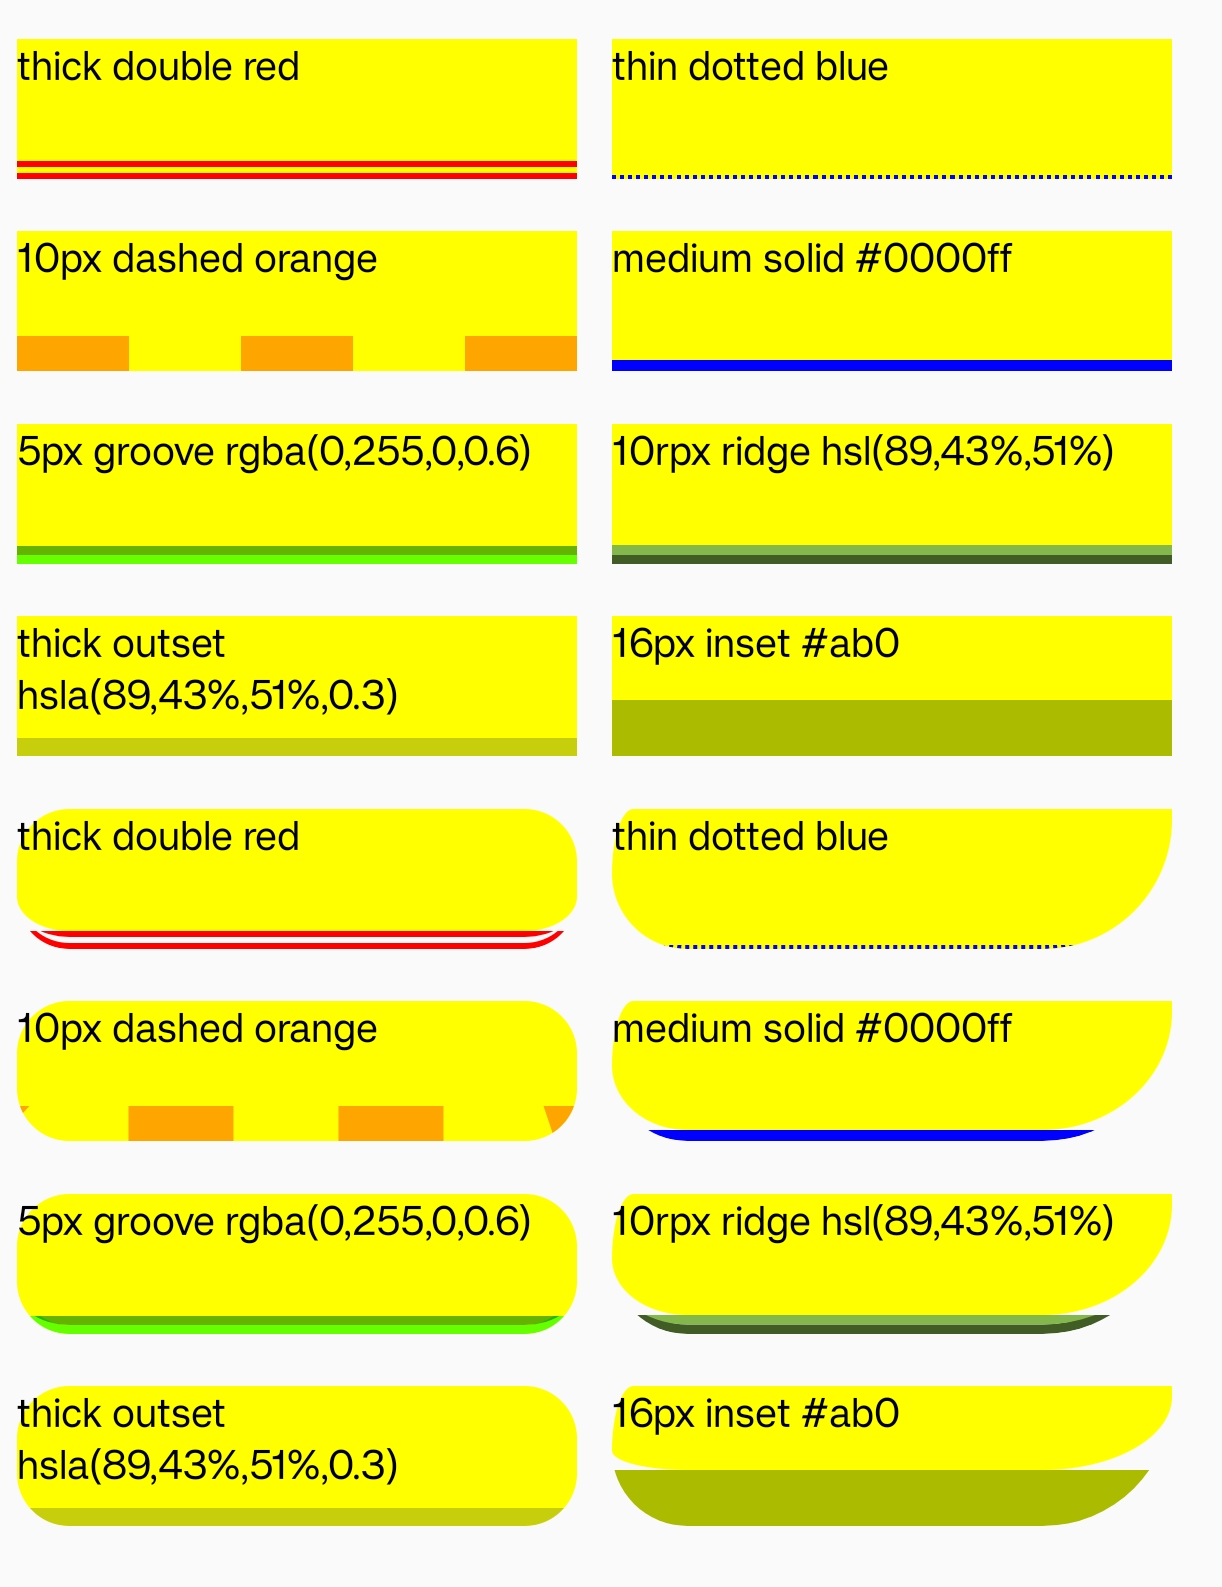 thick double red
thin dotted blue
10px dashed orange
medium solid #0000ff
5px groove rgba(0,255,0,0.6)
10rpx ridge hsl(89,43%,51%)
thick outset
hsla(89,43%,51%,0.3)
16px inset #ab0
thick double red
thin dotted blue
10px dashed orange
medium solid #0000ff
5px groove rgba(0,255,0,0.6)
10rpx ridge hsl(89,43%,51%)
thick outset
hsla(89,43%,51%,0.3)
16px inset #ab0